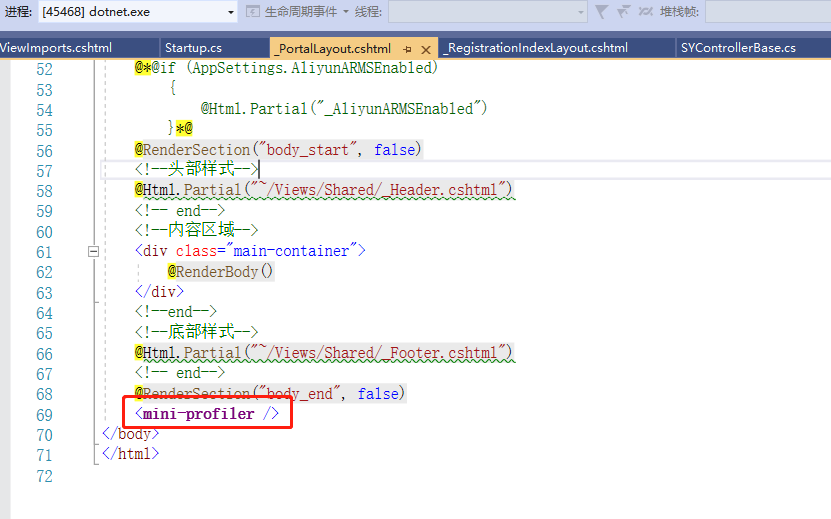 进程: [45468] dotnet.exe 生命周期事件 线程: 堆栈帧:
ViewImports.cshtml Startup.cs _PortalLayout.cshtml _RegistrationIndexLayout.cshtml SYControllerBase.cs
52 @*@if (AppSettings.AliyunARMSEnabled)
53 {
54 @Html.Partial("_AliyunARMSEnabled")
55 }*@
56 @RenderSection("body_start", false)
57 <!--头部样式-->
58 @Html.Partial("~/Views/Shared/_Header.cshtml")
59 <!-- end-->
60 <!--内容区域-->
61 <div class="main-container">
62 @RenderBody()
63 </div>
64 <!--end-->
65 <!--底部样式-->
66 @Html.Partial("~/Views/Shared/_Footer.cshtml")
67 <!-- end-->
68 @RenderSection("body_end", false)
69 <mini-profiler />
70 </body>
71 </html>
72